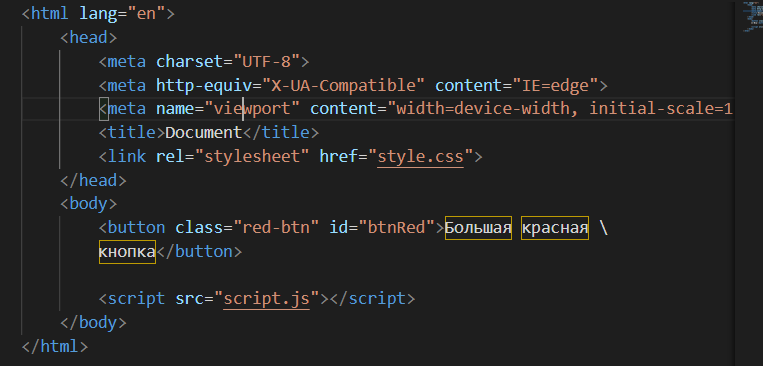 <html lang="en">
<head>
<meta charset="UTF-8">
<meta http-equiv="X-UA-Compatible" content="IE=edge">
<meta name="viewport" content="width=device-width, initial-scale=1
<title>Document</title>
<link rel="stylesheet" href="style.css">
</head>
<body>
<button class="red-btn" id="btnRed">Большая красная \
кнопка</button>
<script src="script.js"></script>
</body>
</html>